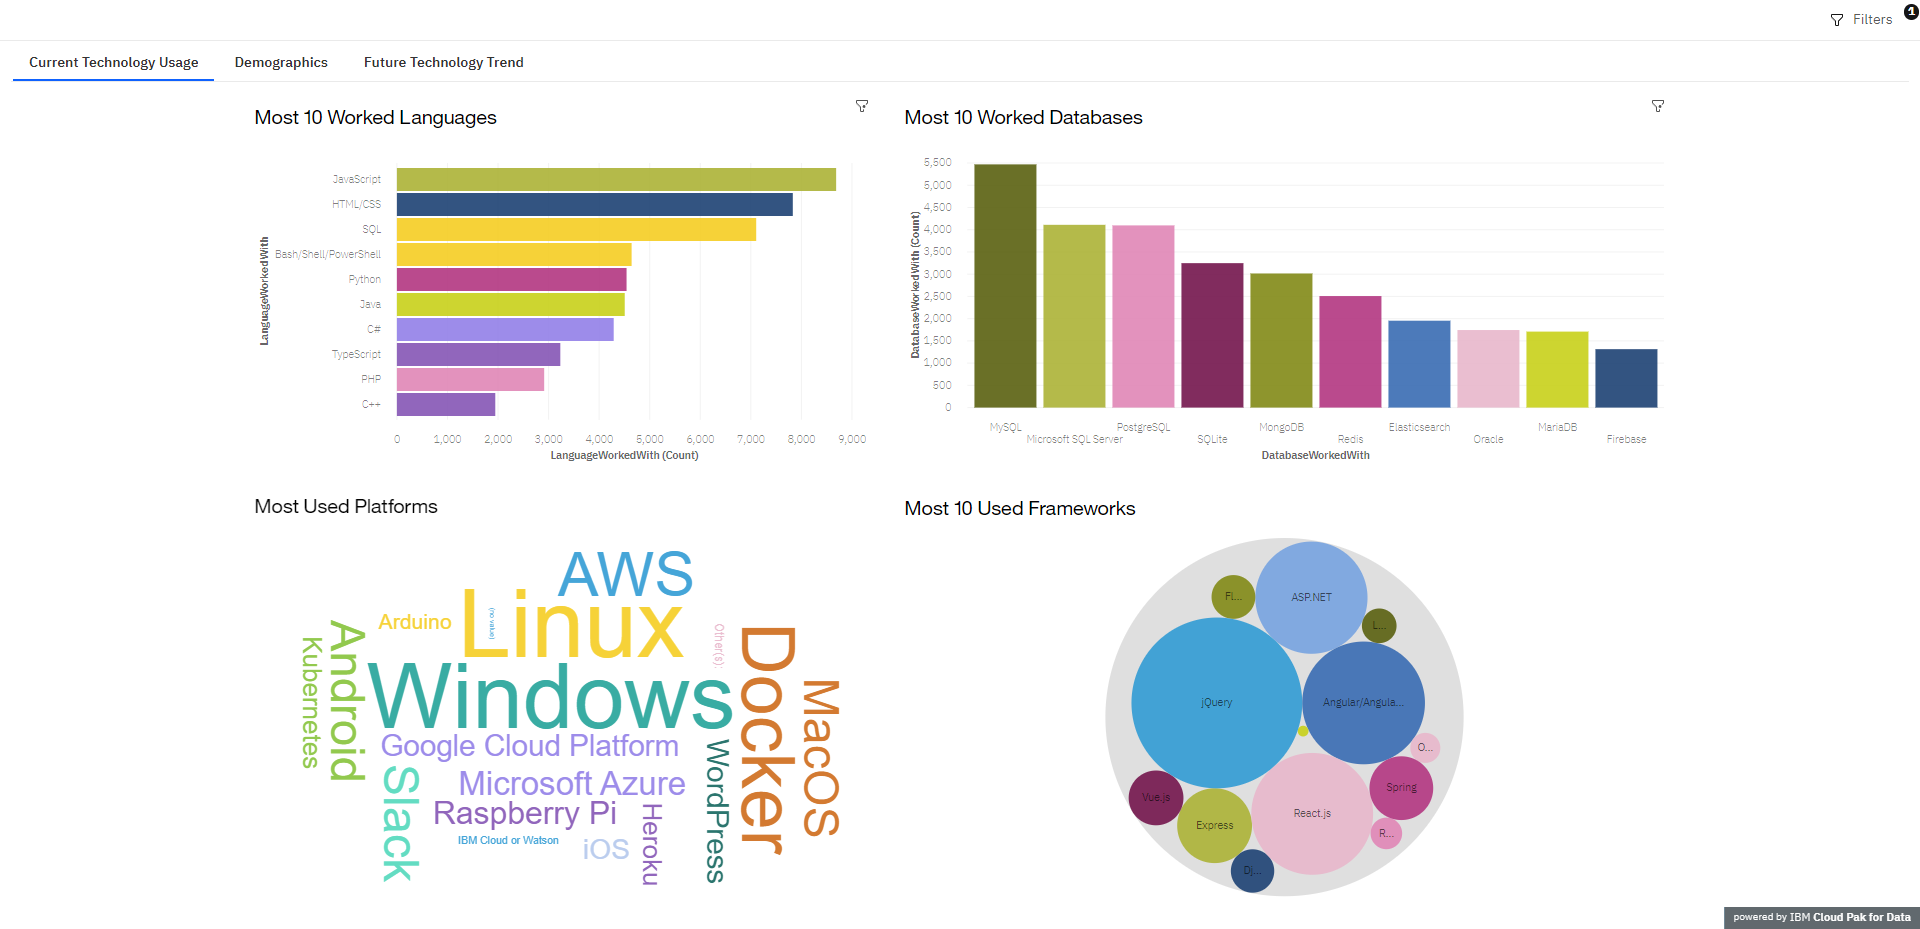 Filters
1
Current Technology Usage
Demographics
Future Technology Trend
Most 10 Worked Languages
LanguageWorkedWith
JavaScript
HTML/CSS
SQL
Bash/Shell/PowerShell
Python
Java
C#
TypeScript
PHP
C++
0 1,000 2,000 3,000 4,000 5,000 6,000 7,000 8,000 9,000
LanguageWorkedWith (Count)
Most 10 Worked Databases
DatabaseWorkedWith (Count)
5,500
5,000
4,500
4,000
3,500
3,000
2,500
2,000
1,500
1,000
500
0
MySQL
Microsoft SQL Server
PostgreSQL
SQLite
MongoDB
Redis
Elasticsearch
Oracle
MariaDB
Firebase
DatabaseWorkedWith
Most Used Platforms
AWS
Linux
(no value)
Arduino
Other(s):
Android
Kubernetes
Windows
Docker
MacOS
Google Cloud Platform
Microsoft Azure
Slack
Raspberry Pi
WordPress
IBM Cloud or Watson
iOS
Heroku
Most 10 Used Frameworks
ASP.NET
Fl...
L...
jQuery
Angular/Angula...
O...
Spring
Vue.js
Express
React.js
R...
Dj...
powered by IBM Cloud Pak for Data